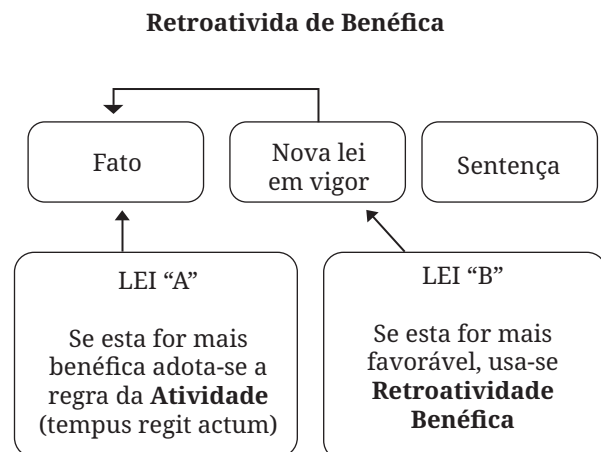 Retroativida de Benéfica
Fato
Nova lei
em vigor
Sentença
LEI “A”
Se esta for mais
benéfica adota-se a
regra da Atividade
(tempus regit actum)
LEI “B”
Se esta for mais
favorável, usa-se
Retroatividade
Benéfica